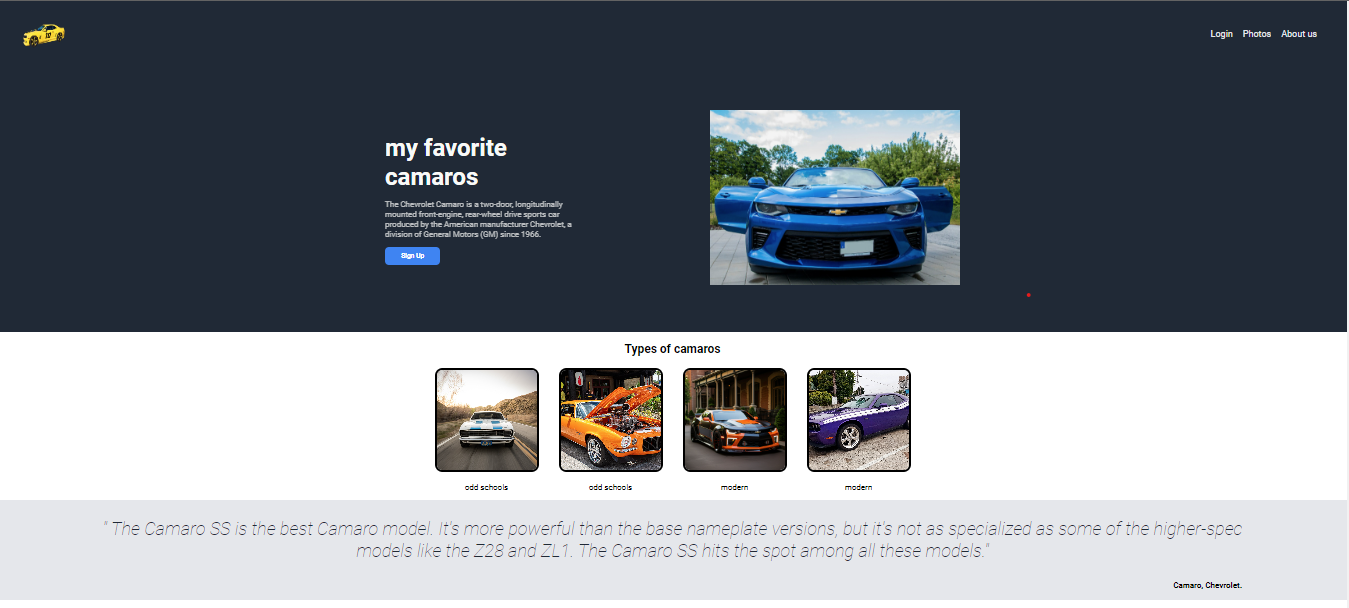 Login Photos About us
my favorite
camaros
The Chevrolet Camaro is a two-door, longitudinally
mounted front-engine, rear-wheel drive sports car
produced by the American manufacturer Chevrolet, a
division of General Motors (GM) since 1966.
Sign Up
Types of camaros
odd schools odd schools modern modern
" The Camaro SS is the best Camaro model. It's more powerful than the base nameplate versions, but it's not as specialized as some of the higher-spec
models like the Z28 and ZL1. The Camaro SS hits the spot among all these models."
Camaro, Chevrolet.